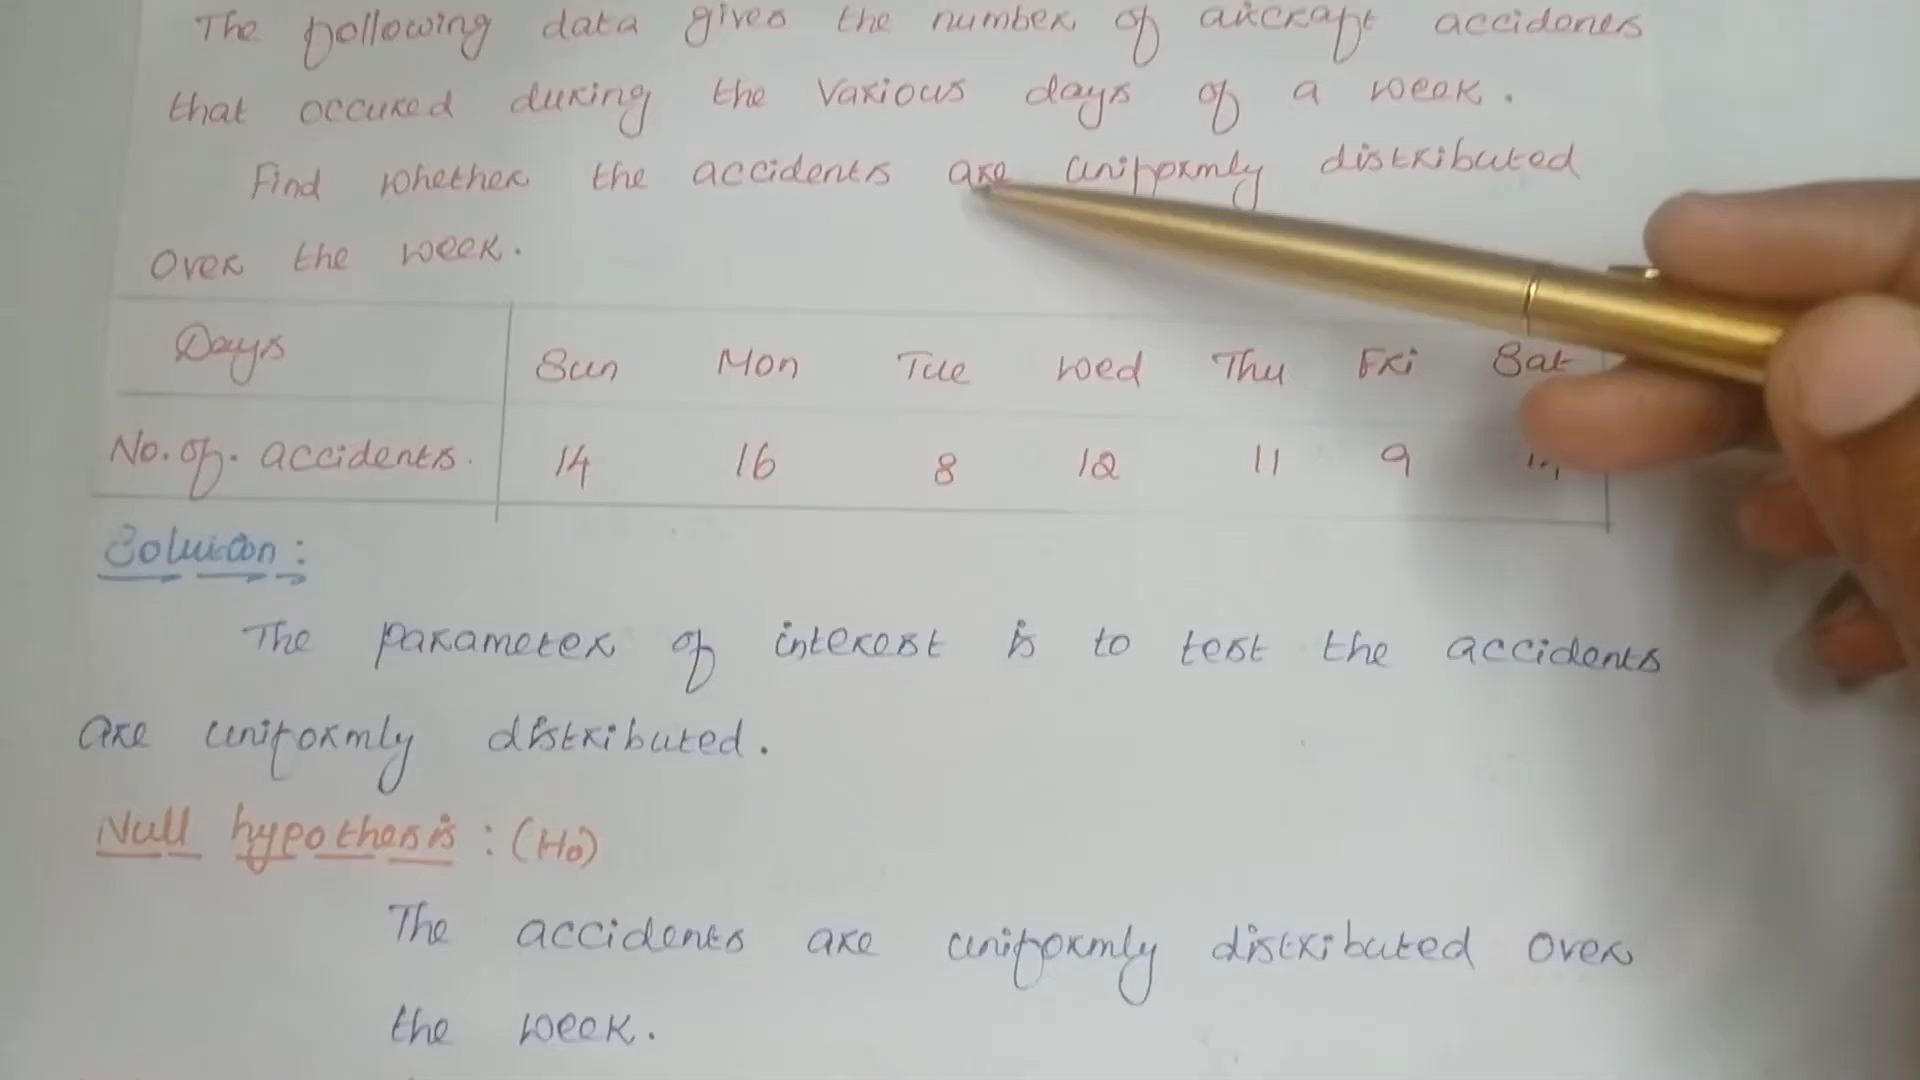 The following data gives the number of aircraft accidents
that occured during the various days of a week.
Find whether the accidents are uniformly distributed
over the week.
Days Sun Mon Tue Wed Thu Fri Sat
No. of. accidents. 14 16 8 12 11 9
Solution:
The parameter of interest is to test the accidents
are uniformly distributed.
Null hypothesis: (H0)
The accidents are uniformly distributed over
the week.